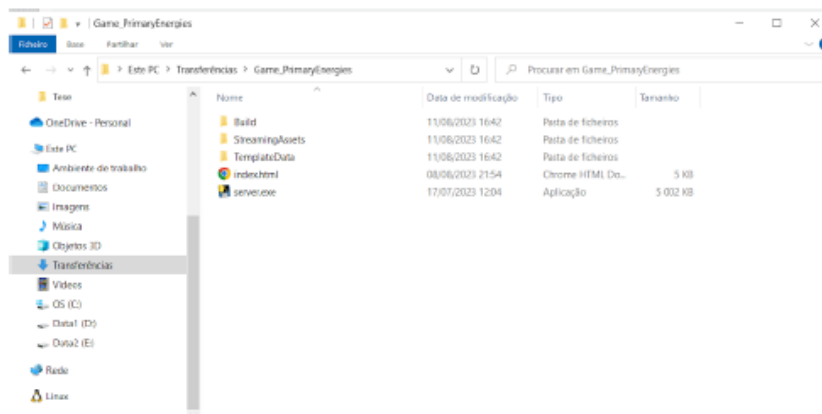 Game_PrimaryEnergies
Ficheiro Base Partilhar Ver
Este PC > Transferências > Game_PrimaryEnergies
Procurar em Game_PrimaryEnergies
Tese
OneDrive - Personal
Este PC
Ambiente de trabalho
Documentos
Imagens
Música
Objetos 3D
Transferências
Vídeos
OS (C:)
Data1 (D:)
Data2 (E:)
Rede
Linux
Nome Data de modificação Tipo Tamanho
Build 11/08/2023 16:42 Pasta de ficheiros
StreamingAssets 11/08/2023 16:42 Pasta de ficheiros
TemplateData 11/08/2023 16:42 Pasta de ficheiros
index.html 08/08/2023 21:54 Chrome HTML Do... 5 KB
server.exe 17/07/2023 12:04 Aplicação 5 002 KB